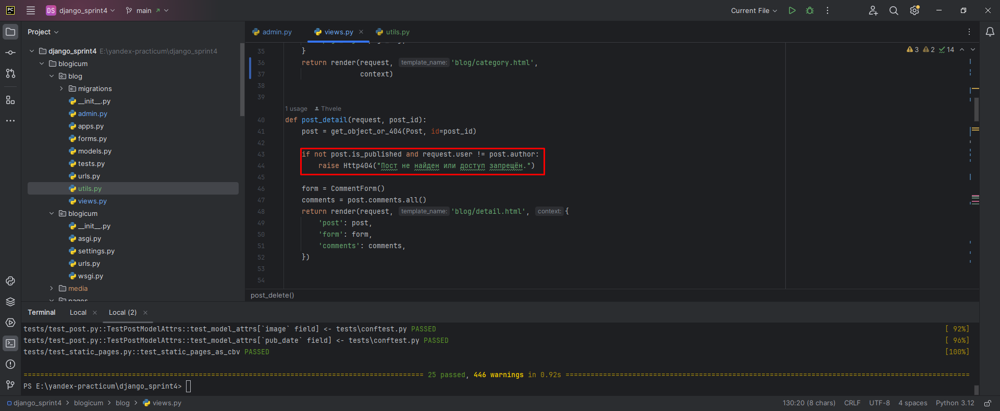 PC DS django_sprint4 main Current File
Project
django_sprint4 E:\yandex-practicum\django_sprint4
blogicum
blog
migrations
__init__.py
admin.py
apps.py
forms.py
models.py
tests.py
urls.py
utils.py
views.py
blogicum
__init__.py
asgi.py
settings.py
urls.py
wsgi.py
media
pages
admin.py views.py utils.py
3 2 14
35 }
36 return render(request, template_name: 'blog/category.html',
37 context)
38
39
1 usage Thvele
40 def post_detail(request, post_id):
41 post = get_object_or_404(Post, id=post_id)
42
43 if not post.is_published and request.user != post.author:
44 raise Http404("Пост не найден или доступ запрещён.")
45
46 form = CommentForm()
47 comments = post.comments.all()
48 return render(request, template_name: 'blog/detail.html', context: {
49 'post': post,
50 'form': form,
51 'comments': comments,
52 })
53
54
post_delete()
Terminal Local Local (2)
tests/test_post.py::TestPostModelAttrs::test_model_attrs[`image` field] <- tests\conftest.py PASSED [ 92%]
tests/test_post.py::TestPostModelAttrs::test_model_attrs[`pub_date` field] <- tests\conftest.py PASSED [ 96%]
tests/test_static_pages.py::test_static_pages_as_cbv PASSED [100%]
25 passed, 446 warnings in 0.92s
PS E:\yandex-practicum\django_sprint4>
django_sprint4 > blogicum > blog > views.py 130:20 (8 chars) CRLF UTF-8 4 spaces Python 3.12